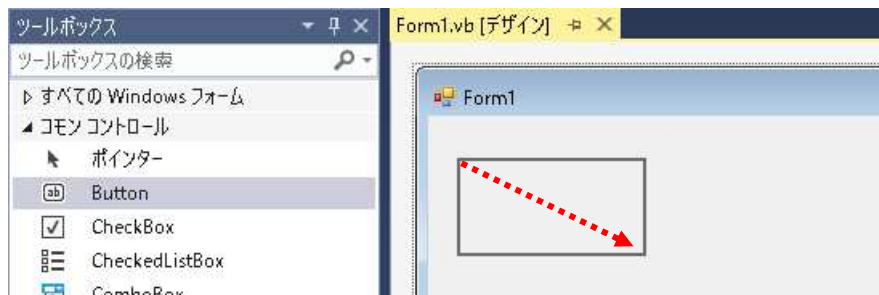 ツールボックス
Form1.vb [デザイン]
ツールボックスの検索
すべての Windows フォーム
Form1
コモン コントロール
ポインター
ab Button
CheckBox
CheckedListBox
ComboBox